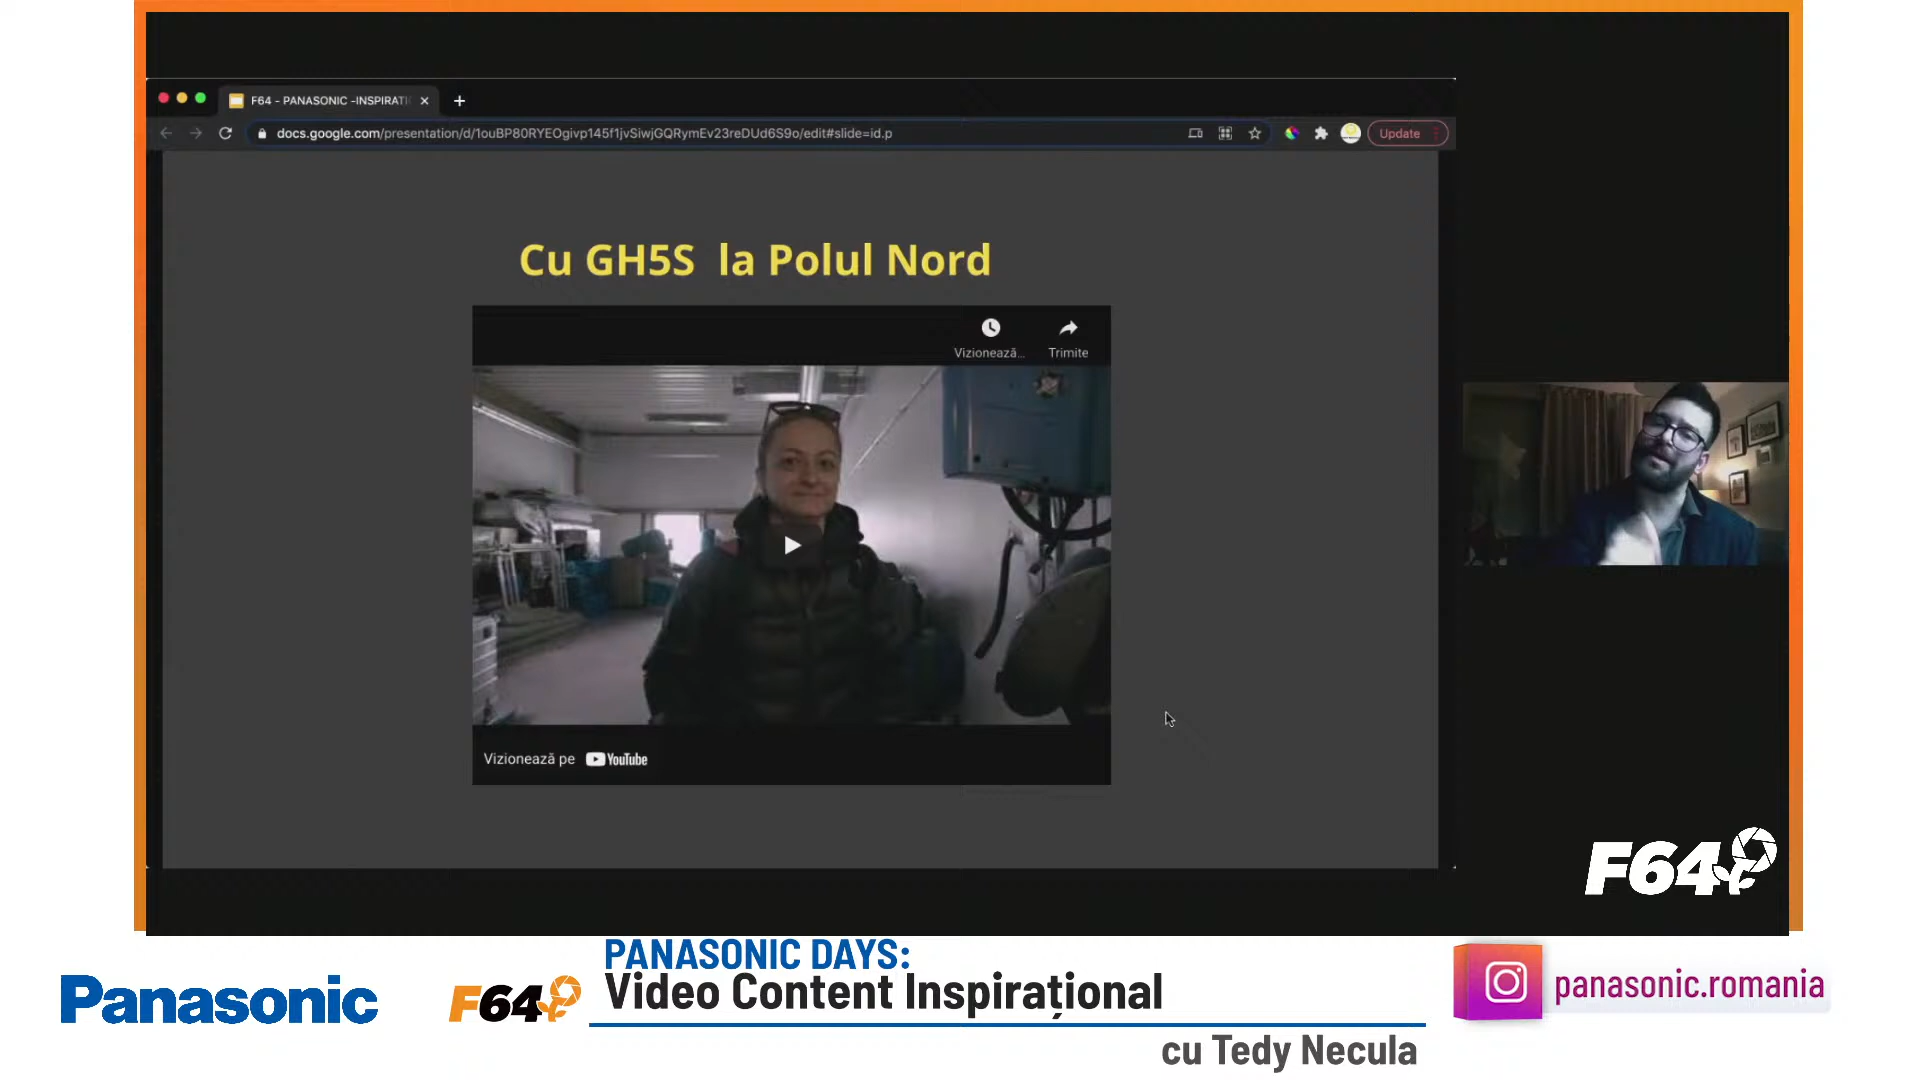 F64 - PANASONIC -INSPIRATI
docs.google.com/presentation/d/1ouBP80RYEOgivp145f1jvSiwjGQRymEv23reDUd6S9o/edit#slide=id.p
Update
Cu GH5S la Polul Nord
Vizionează...
Trimite
Vizionează pe YouTube
F64
PANASONIC DAYS:
Panasonic
F64
Video Content Inspirațional
panasonic.romania
cu Tedy Necula